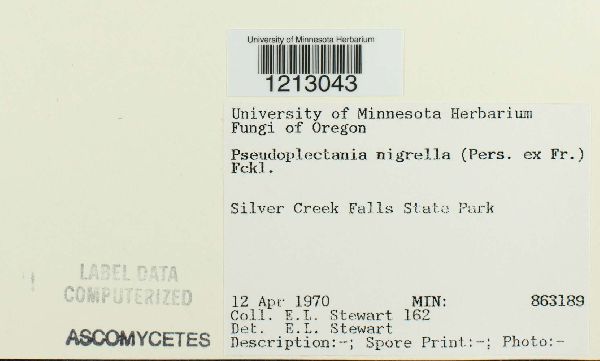 University of Minnesota Herbarium
1213043
University of Minnesota Herbarium
Fungi of Oregon
Pseudoplectania nigrella (Pers. ex Fr.)
Fckl.
Silver Creek Falls State Park
12 Apr 1970 MIN: 863189
Coll. E.L. Stewart 162
Det. E.L. Stewart
Description:-; Spore Print:-; Photo:-
LABEL DATA
COMPUTERIZED
ASCOMYCETES